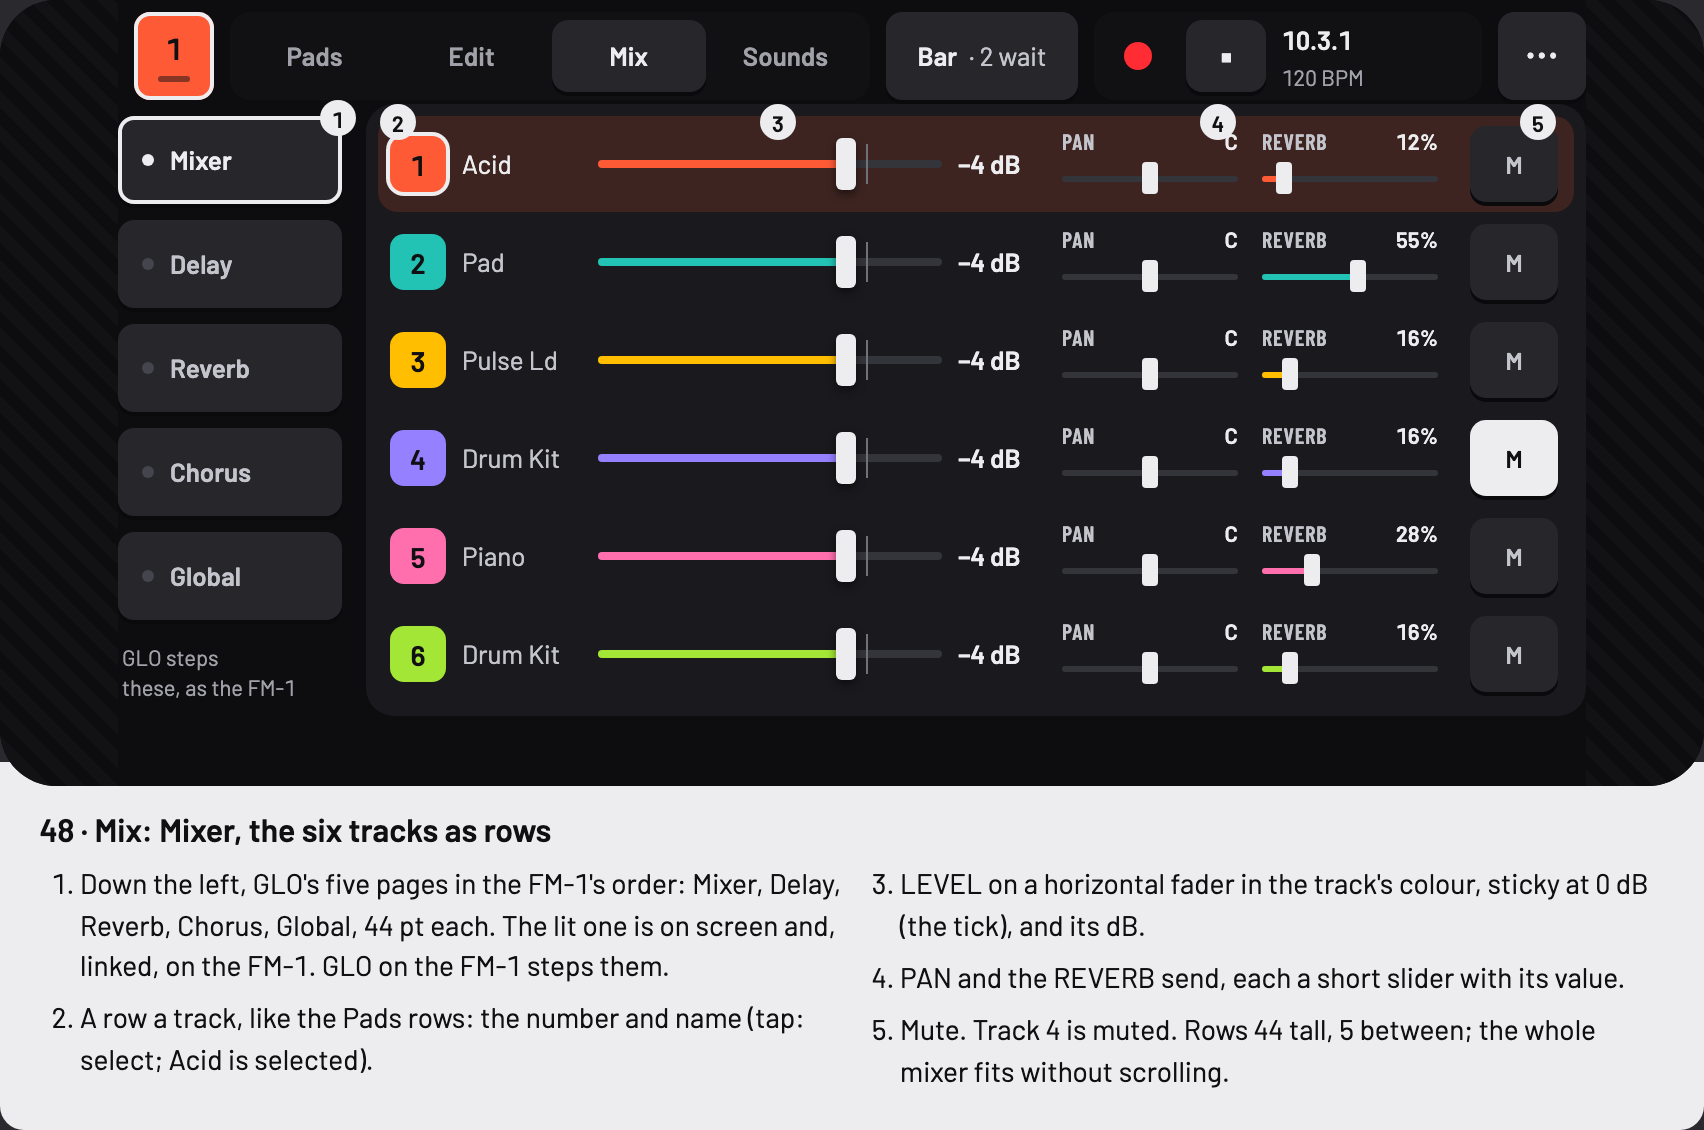 1
Pads
Edit
Mix
Sounds
Bar · 2 wait
10.3.1
120 BPM
•••
1
Mixer
Delay
Reverb
Chorus
Global
GLO steps
these, as the FM-1
2
3
4
5
1 Acid –4 dB PAN C REVERB 12% M
2 Pad –4 dB PAN C REVERB 55% M
3 Pulse Ld –4 dB PAN C REVERB 16% M
4 Drum Kit –4 dB PAN C REVERB 16% M
5 Piano –4 dB PAN C REVERB 28% M
6 Drum Kit –4 dB PAN C REVERB 16% M
48 · Mix: Mixer, the six tracks as rows
1. Down the left, GLO's five pages in the FM-1's order: Mixer, Delay,
Reverb, Chorus, Global, 44 pt each. The lit one is on screen and,
linked, on the FM-1. GLO on the FM-1 steps them.
2. A row a track, like the Pads rows: the number and name (tap:
select; Acid is selected).
3. LEVEL on a horizontal fader in the track's colour, sticky at 0 dB
(the tick), and its dB.
4. PAN and the REVERB send, each a short slider with its value.
5. Mute. Track 4 is muted. Rows 44 tall, 5 between; the whole
mixer fits without scrolling.